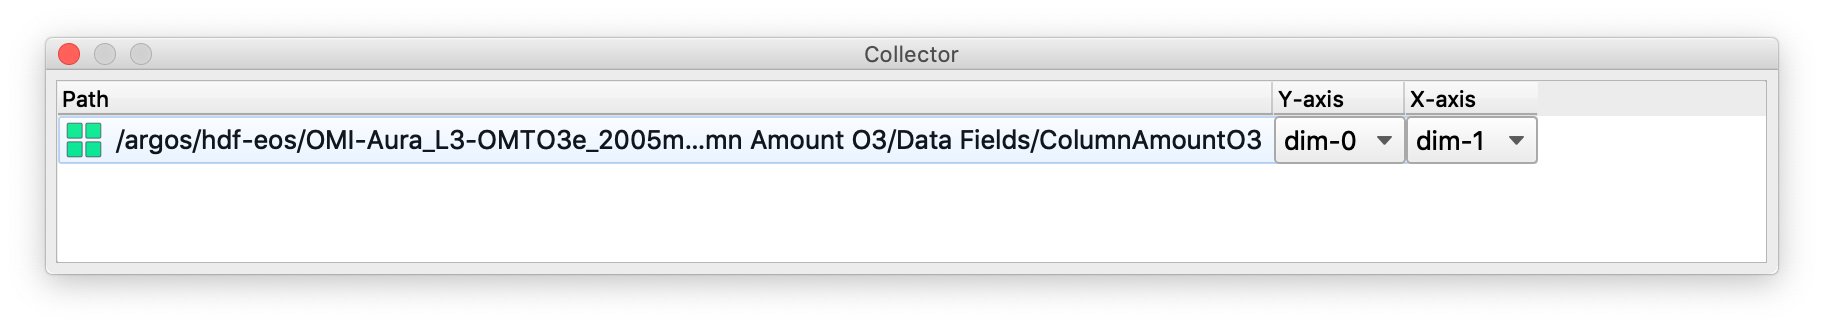 Collector
Path Y-axis X-axis
/argos/hdf-eos/OMI-Aura_L3-OMTO3e_2005m...mn Amount O3/Data Fields/ColumnAmountO3 dim-0 dim-1